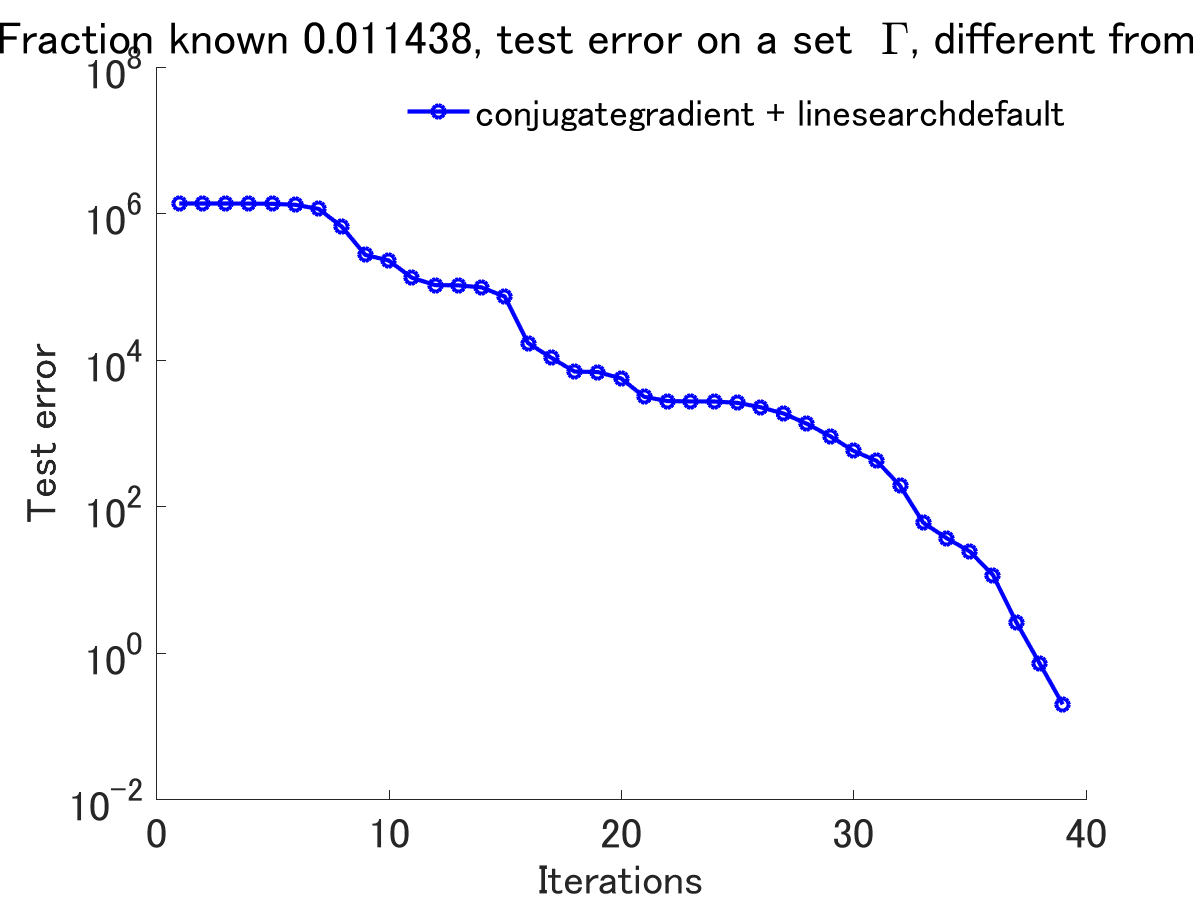 Fraction known 0.011438, test error on a set Γ, different from
conjugategradient + linesearchdefault
10^8
10^6
10^4
10^2
10^0
10^−2
Test error
0 10 20 30 40
Iterations